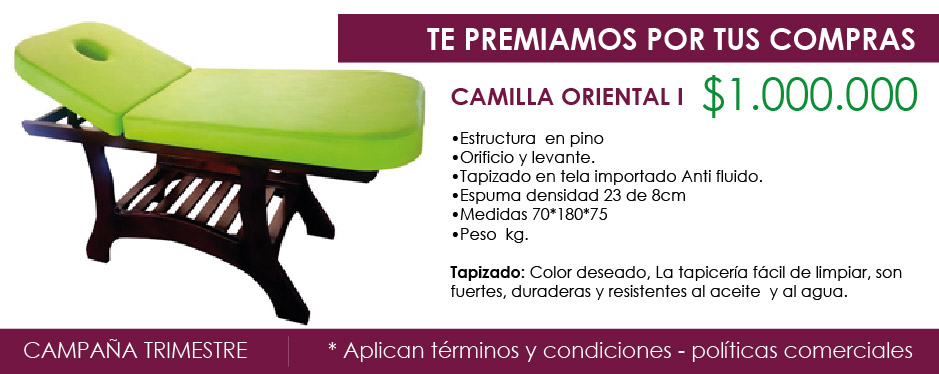 TE PREMIAMOS POR TUS COMPRAS
CAMILLA ORIENTAL I $1.000.000
•Estructura en pino
•Orificio y levante.
•Tapizado en tela importado Anti fluido.
•Espuma densidad 23 de 8cm
•Medidas 70*180*75
•Peso kg.
Tapizado: Color deseado, La tapicería fácil de limpiar, son
fuertes, duraderas y resistentes al aceite y al agua.
CAMPAÑA TRIMESTRE
* Aplican términos y condiciones - políticas comerciales